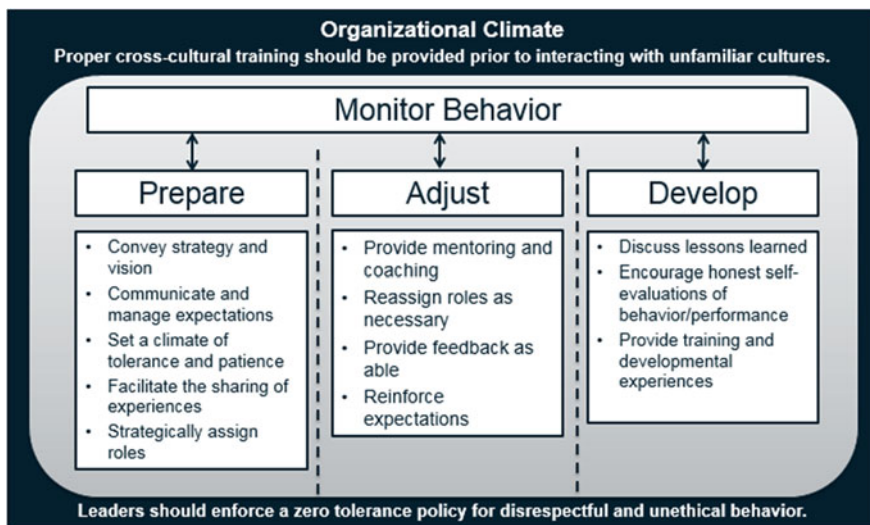 Organizational Climate
Proper cross-cultural training should be provided prior to interacting with unfamiliar cultures.
Monitor Behavior
Prepare
• Convey strategy and
vision
• Communicate and
manage expectations
• Set a climate of
tolerance and patience
• Facilitate the sharing of
experiences
• Strategically assign
roles
Adjust
• Provide mentoring and
coaching
• Reassign roles as
necessary
• Provide feedback as
able
• Reinforce
expectations
Develop
• Discuss lessons learned
• Encourage honest self-
evaluations of
behavior/performance
• Provide training and
developmental
experiences
Leaders should enforce a zero tolerance policy for disrespectful and unethical behavior.